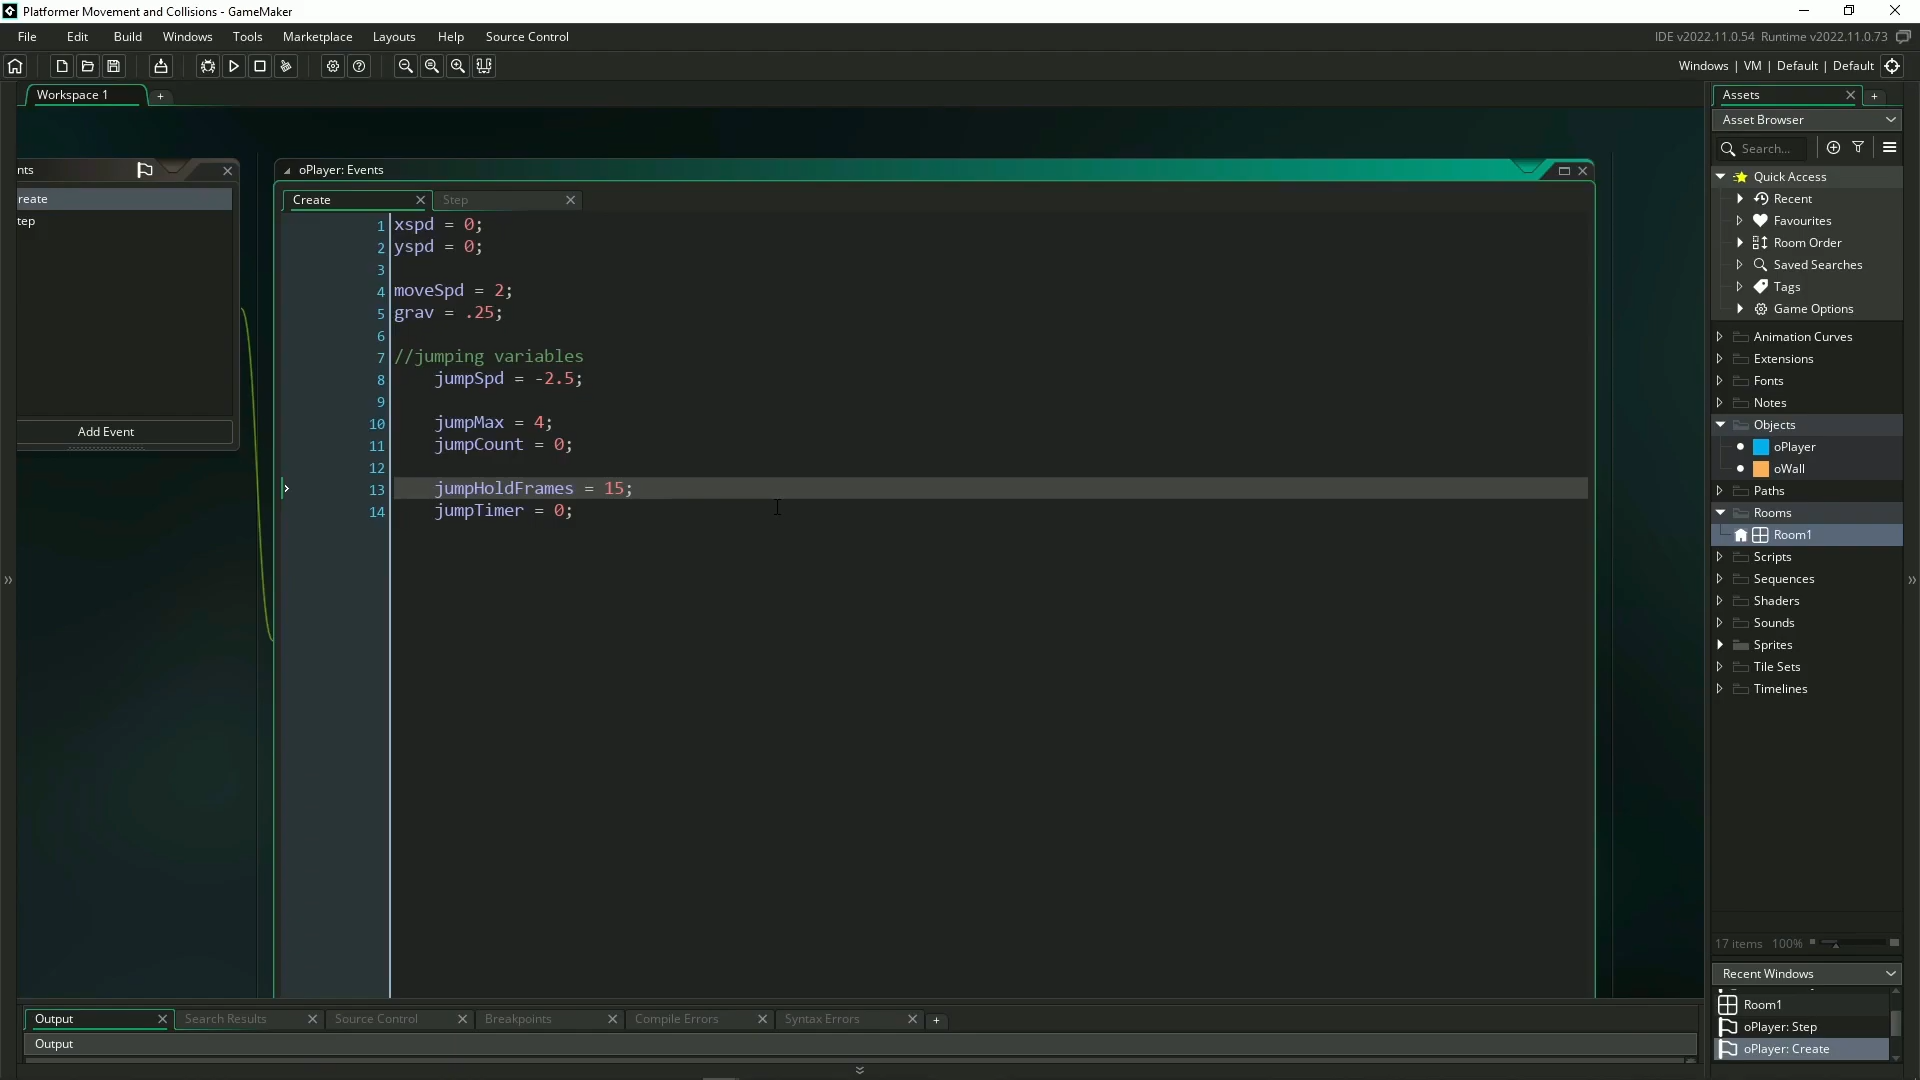 Platformer Movement and Collisions - GameMaker
File Edit Build Windows Tools Marketplace Layouts Help Source Control
IDE v2022.11.0.54 Runtime v2022.11.0.73
Windows | VM | Default | Default
Workspace 1
nts
reate
tep
Add Event
oPlayer: Events
Create
Step
1 xspd = 0;
2 yspd = 0;
3
4 moveSpd = 2;
5 grav = .25;
6
7 //jumping variables
8 jumpSpd = -2.5;
9
10 jumpMax = 4;
11 jumpCount = 0;
12
13 jumpHoldFrames = 15;
14 jumpTimer = 0;
Assets
Asset Browser
Search...
Quick Access
Recent
Favourites
Room Order
Saved Searches
Tags
Game Options
Animation Curves
Extensions
Fonts
Notes
Objects
oPlayer
oWall
Paths
Rooms
Room1
Scripts
Sequences
Shaders
Sounds
Sprites
Tile Sets
Timelines
17 items 100%
Recent Windows
Room1
oPlayer: Step
oPlayer: Create
Output Search Results Source Control Breakpoints Compile Errors Syntax Errors
Output